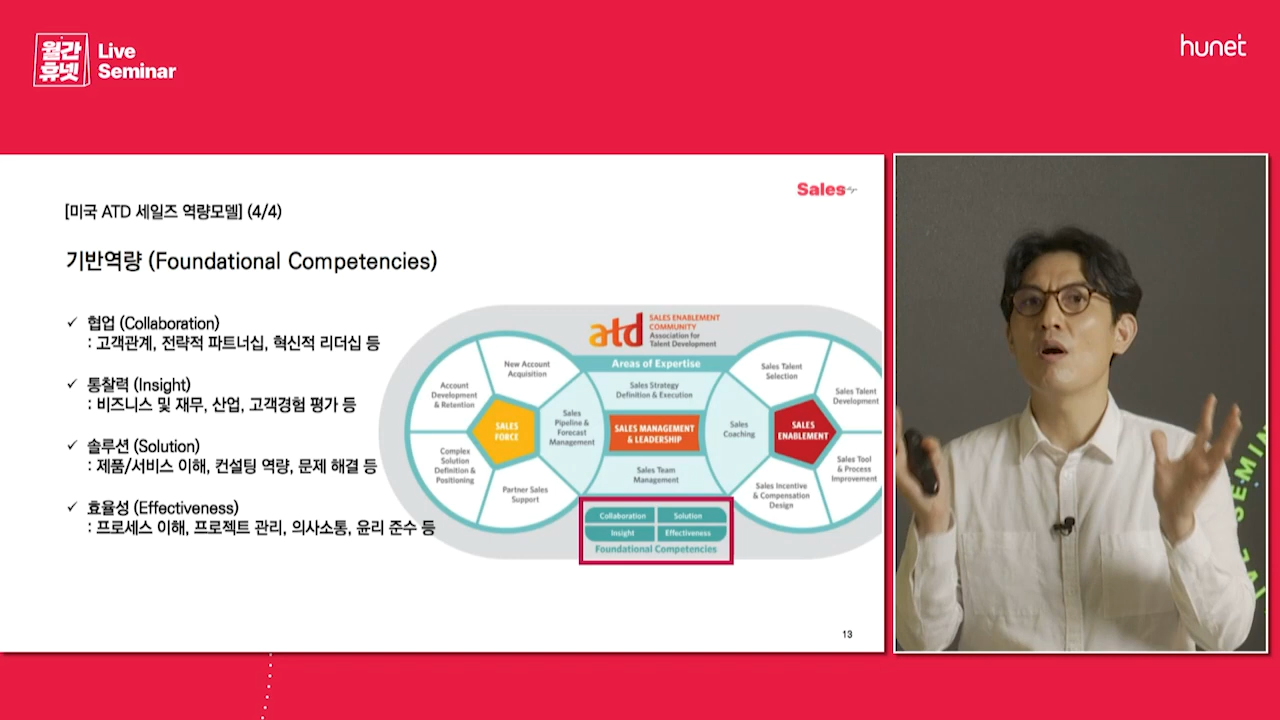 월간
휴넷
Live
Seminar
hunet
Sales
[미국 ATD 세일즈 역량모델] (4/4)
기반역량 (Foundational Competencies)
✓ 협업 (Collaboration)
: 고객관계, 전략적 파트너십, 혁신적 리더십 등
✓ 통찰력 (Insight)
: 비즈니스 및 재무, 산업, 고객경험 평가 등
✓ 솔루션 (Solution)
: 제품/서비스 이해, 컨설팅 역량, 문제 해결 등
✓ 효율성 (Effectiveness)
: 프로세스 이해, 프로젝트 관리, 의사소통, 윤리 준수 등
atd
SALES ENABLEMENT
COMMUNITY
Association for
Talent Development
Areas of Expertise
New Account
Acquisition
Account
Development
& Retention
SALES
FORCE
Complex
Solution
Definition &
Positioning
Partner Sales
Support
Sales
Pipeline &
Forecast
Management
Sales Strategy
Definition & Execution
SALES MANAGEMENT
& LEADERSHIP
Sales Team
Management
Sales
Coaching
Sales Talent
Selection
Sales Talent
Development
SALES
ENABLEMENT
Sales Tool
& Process
Improvement
Sales Incentive
& Compensation
Design
Collaboration
Solution
Insight
Effectiveness
Foundational Competencies
13
SEMIN